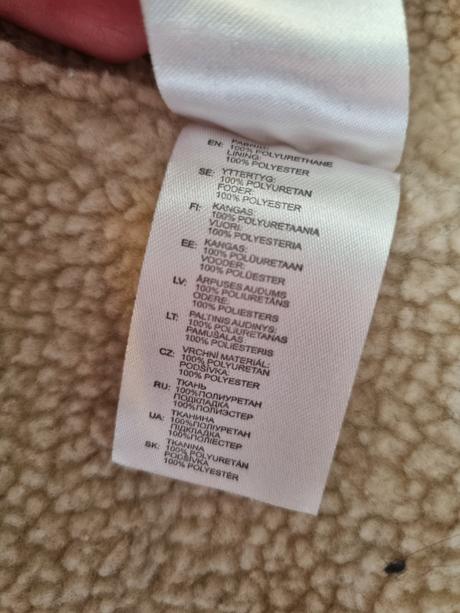 EN: FABRIC:
100% POLYURETHANE
LINING:
100% POLYESTER
SE: YTTERTYG:
100% POLYURETAN
FODER:
100% POLYESTER
FI: KANGAS:
100% POLYURETAANIA
VUORI:
100% POLYESTERIA
EE: KANGAS:
100% POLÜURETAAN
VOODER:
100% POLÜESTER
LV: ĀRPUSES AUDUMS
100% POLIURETĀNS
ODERE:
100% POLIESTERS
LT: PALTINIS AUDINYS:
100% POLIURETANAS
PAMUŠALAS:
100% POLIESTERIS
CZ: VRCHNÍ MATERIÁL:
100% POLYURETAN
PODŠÍVKA:
100% POLYESTER
RU: ТКАНЬ
100%ПОЛИУРЕТАН
ПОДКЛАДКА
100%ПОЛИЭСТЕР
UA: ТКАНИНА
100%ПОЛІУРЕТАН
ПІДКЛАДКА
100%ПОЛІЕСТЕР
SK: TKANINA
100% POLYURETÁN
PODŠÍVKA
100% POLYESTÉR